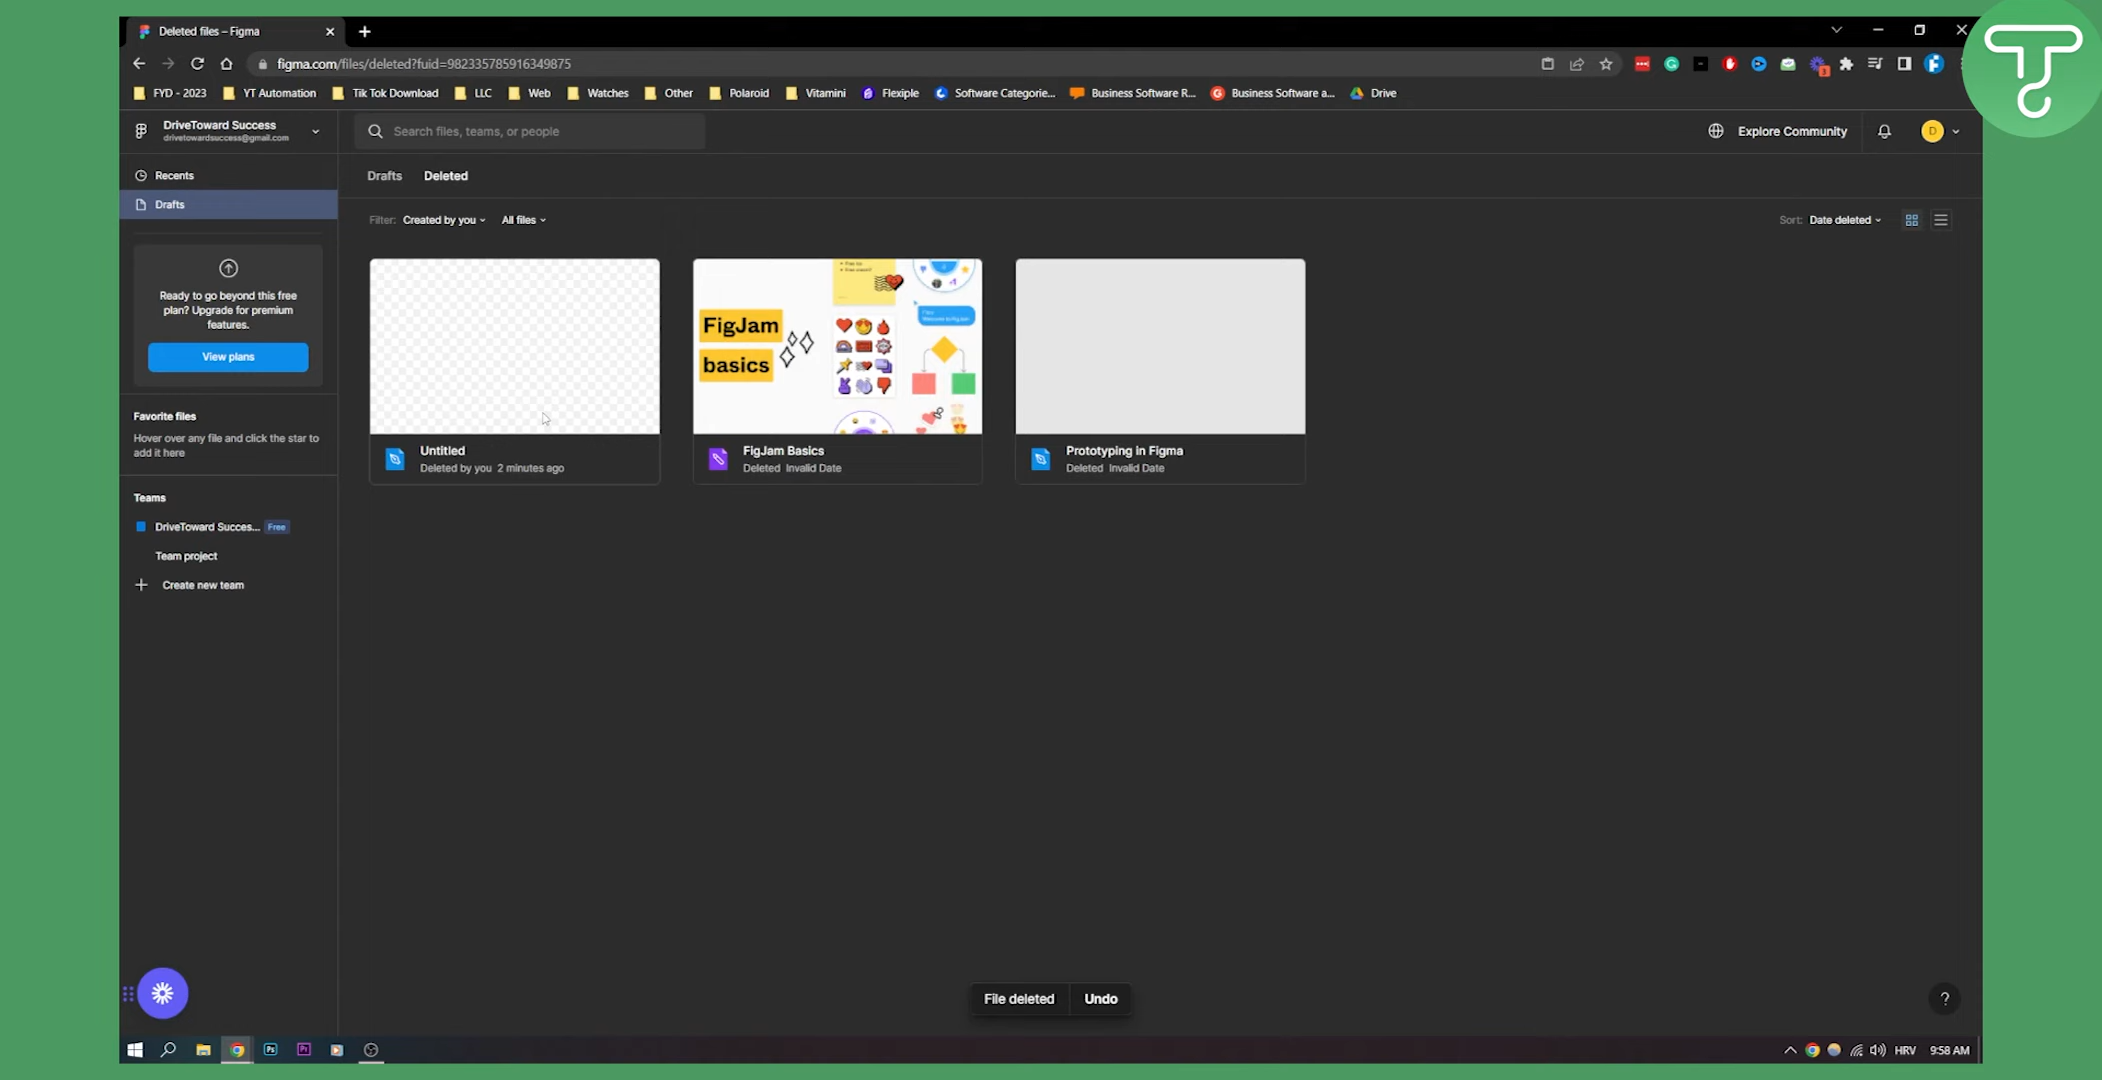 Deleted files – Figma
figma.com/files/deleted?fuid=982335785916349875
FYD - 2023 YT Automation Tik Tok Download LLC Web Watches Other Polaroid Vitamini Flexiple Software Categorie... Business Software R... Business Software a... Drive
DriveToward Success
drivetowardsuccess@gmail.com
Search files, teams, or people
Explore Community
D
Recents
Drafts
Drafts Deleted
Filter: Created by you All files
Sort: Date deleted
Ready to go beyond this free
plan? Upgrade for premium
features.
View plans
Favorite files
Hover over any file and click the star to
add it here
Teams
DriveToward Succes... Free
Team project
Create new team
FigJam
basics
Untitled
Deleted by you 2 minutes ago
FigJam Basics
Deleted Invalid Date
Prototyping in Figma
Deleted Invalid Date
File deleted Undo
?
Ps Pr
HRV 9:58 AM